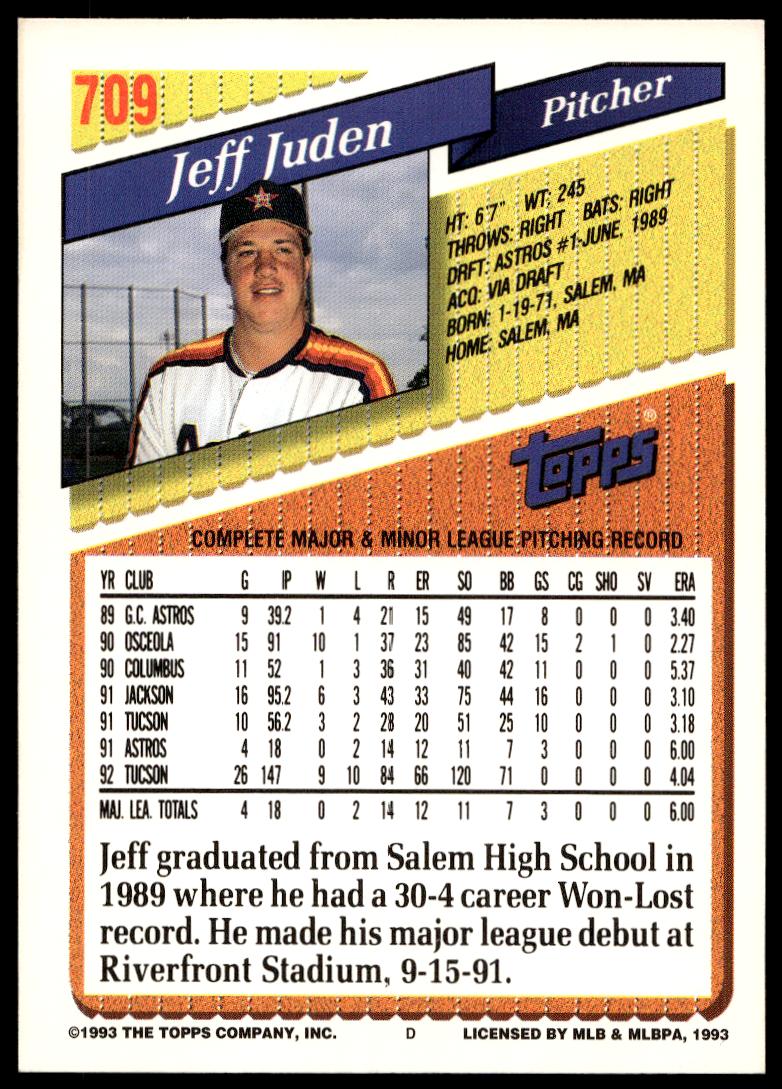 709
Jeff Juden
Pitcher
HT: 6'7" WT: 245
THROWS: RIGHT BATS: RIGHT
DRFT: ASTROS #1-JUNE, 1989
ACQ: VIA DRAFT
BORN: 1-19-71, SALEM, MA
HOME: SALEM, MA
TOPPS®
COMPLETE MAJOR & MINOR LEAGUE PITCHING RECORD
YR CLUB G IP W L R ER SO BB GS CG SHO SV ERA
89 G.C. ASTROS 9 39.2 1 4 21 15 49 17 8 0 0 0 3.40
90 OSCEOLA 15 91 10 1 37 23 85 42 15 2 1 0 2.27
90 COLUMBUS 11 52 1 3 36 31 40 42 11 0 0 0 5.37
91 JACKSON 16 95.2 6 3 43 33 75 44 16 0 0 0 3.10
91 TUCSON 10 56.2 3 2 28 20 51 25 10 0 0 0 3.18
91 ASTROS 4 18 0 2 14 12 11 7 3 0 0 0 6.00
92 TUCSON 26 147 9 10 84 66 120 71 0 0 0 0 4.04
MAJ. LEA. TOTALS 4 18 0 2 14 12 11 7 3 0 0 0 6.00
Jeff graduated from Salem High School in
1989 where he had a 30-4 career Won-Lost
record. He made his major league debut at
Riverfront Stadium, 9-15-91.
©1993 THE TOPPS COMPANY, INC. D LICENSED BY MLB & MLBPA, 1993